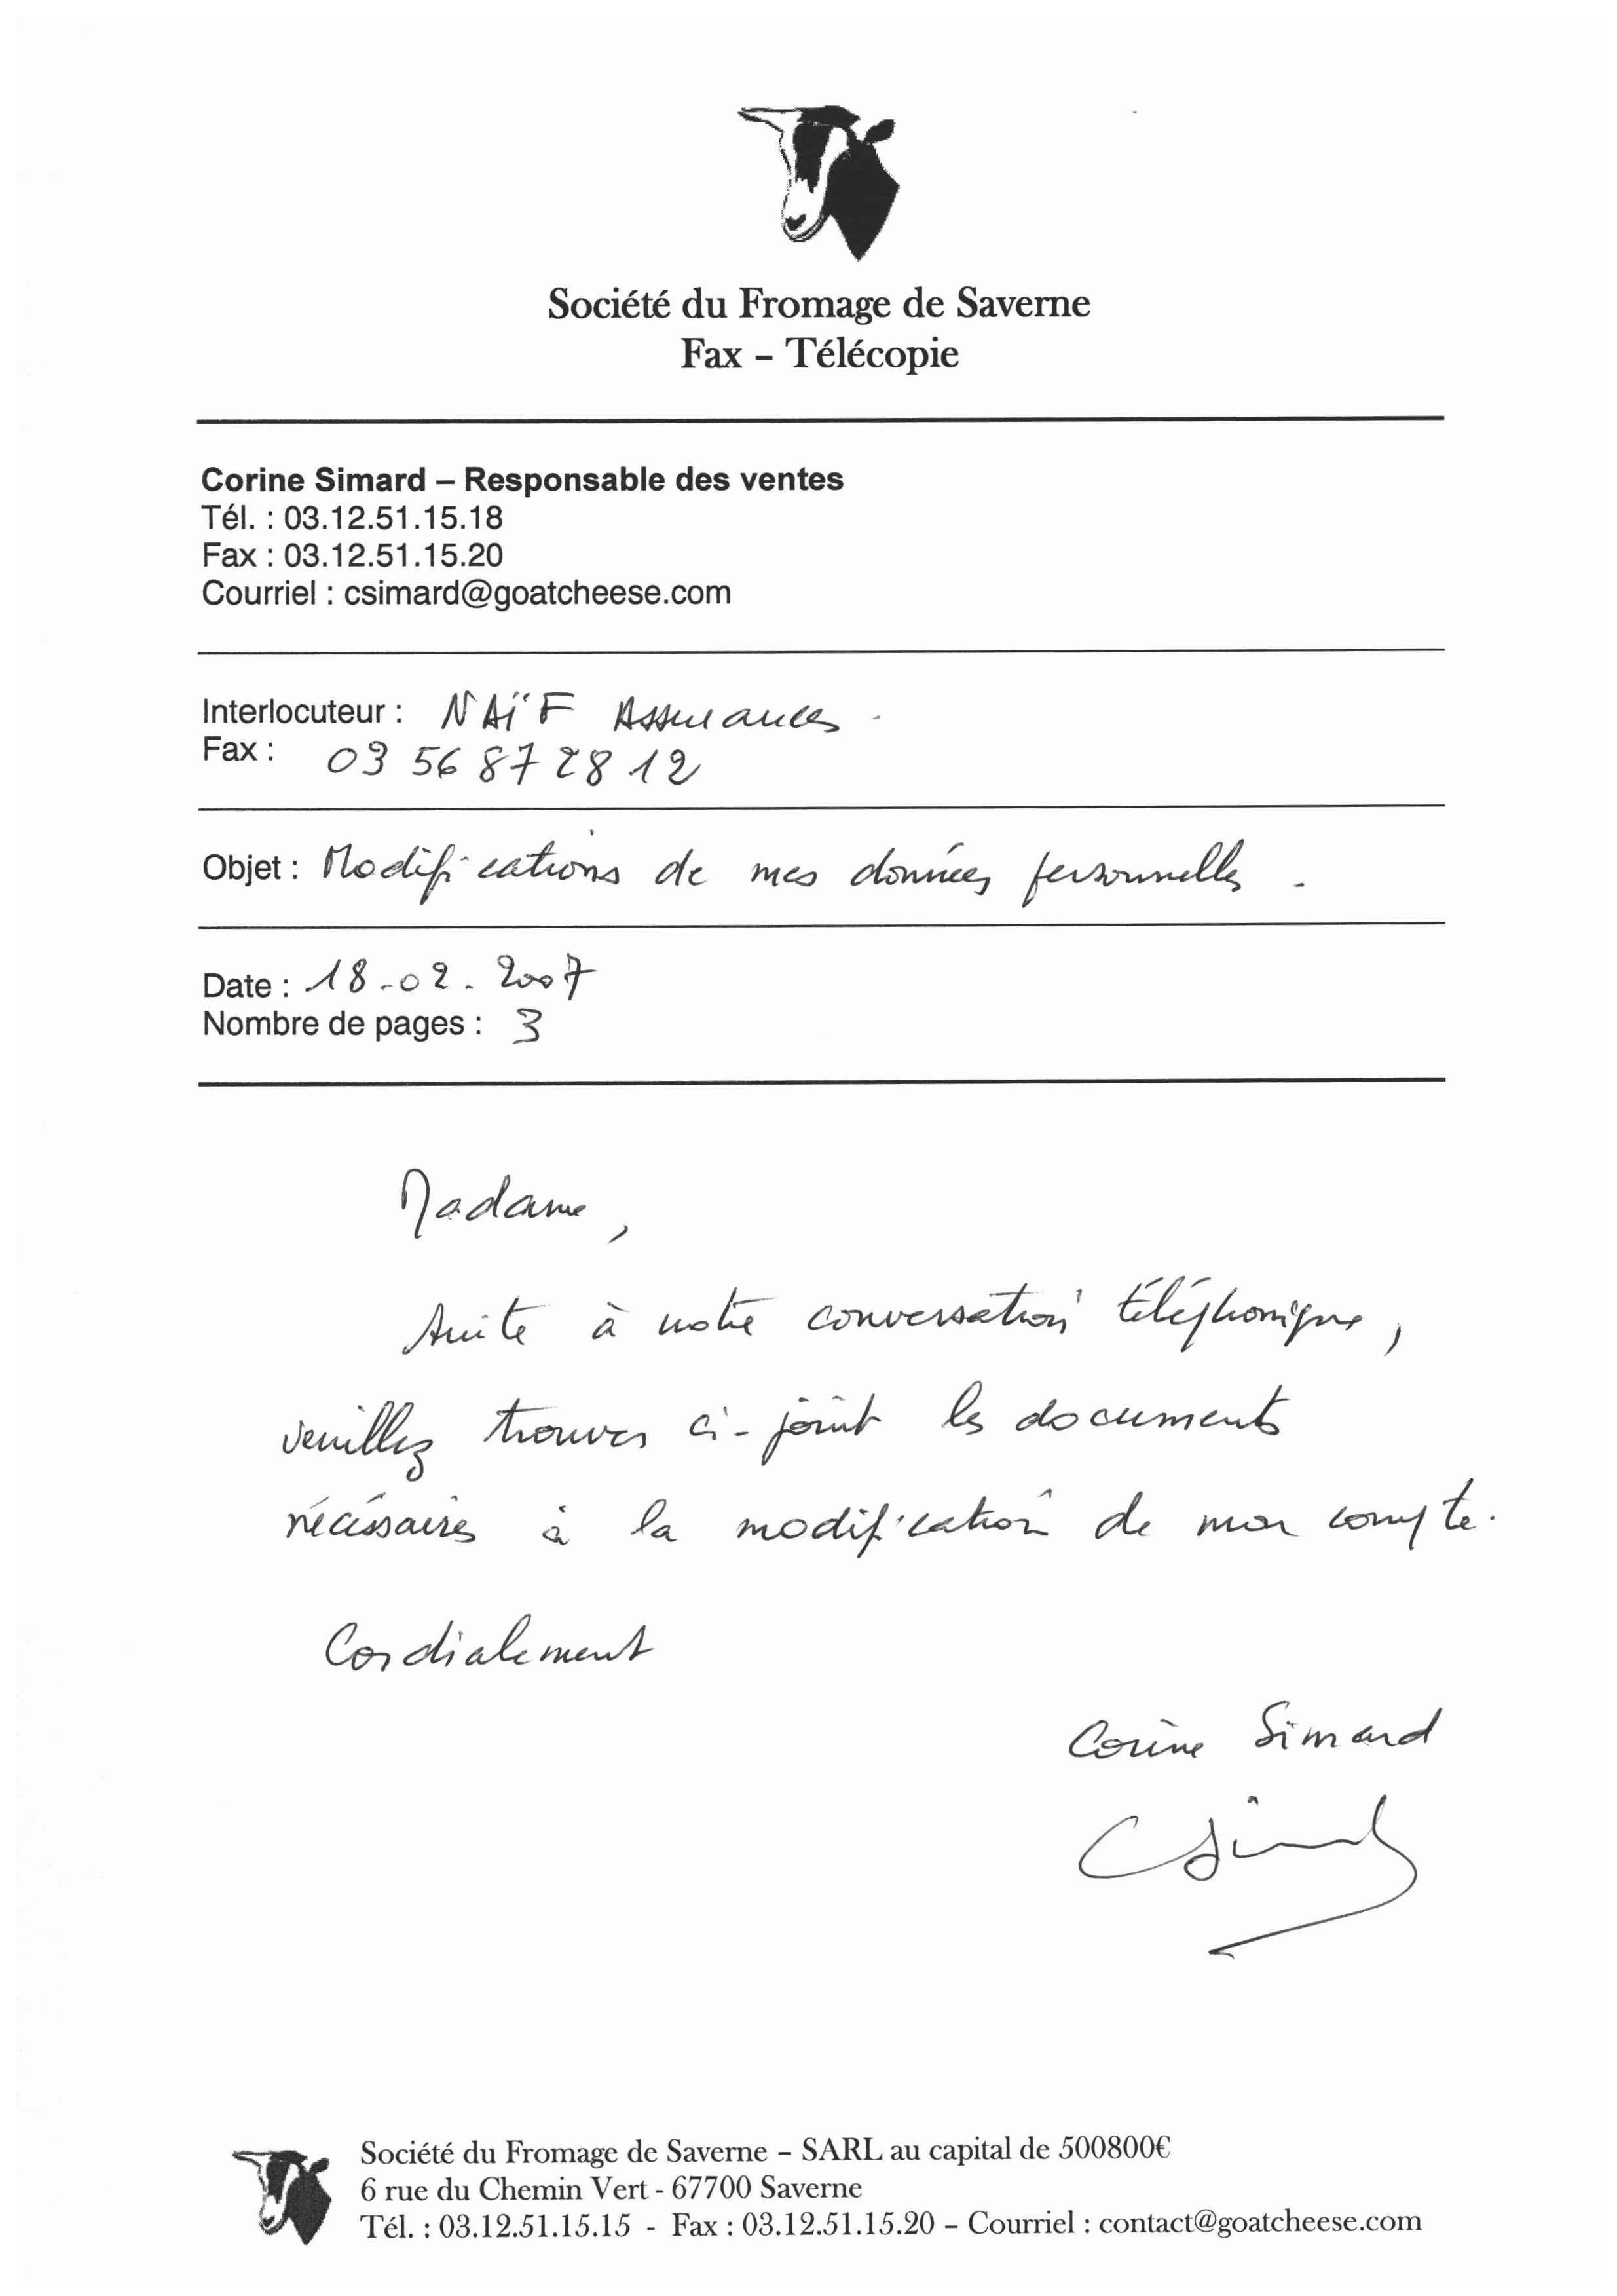 Société du Fromage de Saverne
Fax – Télécopie
Corine Simard – Responsable des ventes
Tél. : 03.12.51.15.18
Fax : 03.12.51.15.20
Courriel : csimard@goatcheese.com
Interlocuteur : NAÏF Assurances.
Fax : 03 56 87 28 12
Objet : Modifications de mes données personnelles.
Date : 18.02.2007
Nombre de pages : 3
Madame,
Suite à notre conversation téléphonique,
veuillez trouver ci-joint les documents
nécessaires à la modification de mon compte.
Cordialement
Corine Simard
CSimard
Société du Fromage de Saverne – SARL au capital de 500800€
6 rue du Chemin Vert - 67700 Saverne
Tél. : 03.12.51.15.15 - Fax : 03.12.51.15.20 – Courriel : contact@goatcheese.com